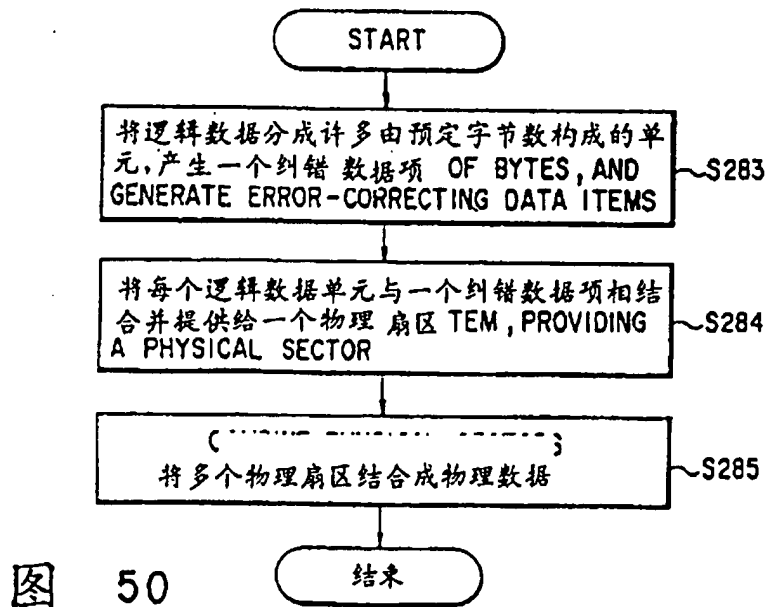 START
将逻辑数据分成许多由预定字节数构成的单
元,产生一个纠错数据项 OF BYTES, AND
GENERATE ERROR-CORRECTING DATA ITEMS
S283
将每个逻辑数据单元与一个纠错数据项相结
合并提供给一个物理扇区 TEM, PROVIDING
A PHYSICAL SECTOR
S284
将多个物理扇区结合成物理数据
S285
结束
图 50